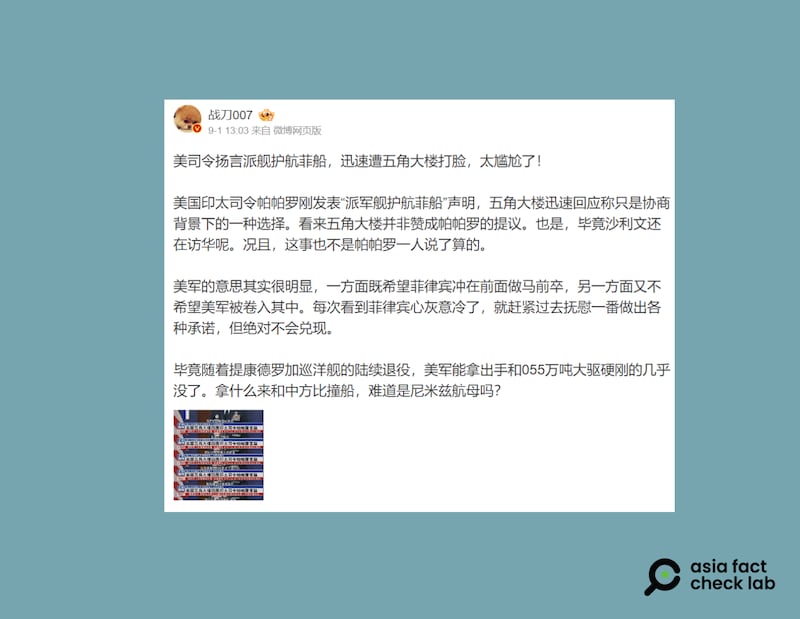 战刀007
9-1 13:03 来自 微博网页版
美司令扬言派舰护航菲船，迅速遭五角大楼打脸，太尴尬了！
美国印太司令帕帕罗刚发表“派军舰护航菲船”声明，五角大楼迅速回应称只是协商
背景下的一种选择。看来五角大楼并非赞成帕帕罗的提议。也是，毕竟沙利文还
在访华呢。况且，这事也不是帕帕罗一人说了算的。
美军的意思其实很明显，一方面既希望菲律宾冲在前面做马前卒，另一方面又不
希望美军被卷入其中。每次看到菲律宾心灰意冷了，就赶紧过去抚慰一番做出各
种承诺，但绝对不会兑现。
毕竟随着提康德罗加巡洋舰的陆续退役，美军能拿出手和055万吨大驱硬刚的几乎
没了。拿什么来和中方比撞船，难道是尼米兹航母吗？
asia fact
check lab